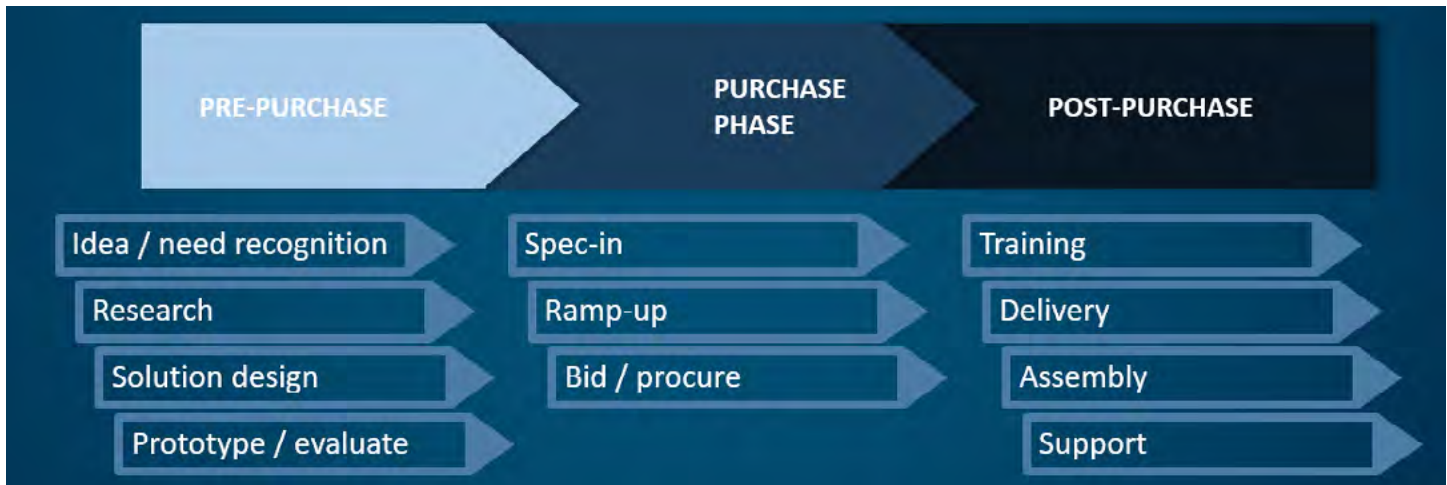 PRE-PURCHASE
PURCHASE
PHASE
POST-PURCHASE
Idea / need recognition
Research
Solution design
Prototype / evaluate
Spec-in
Ramp-up
Bid / procure
Training
Delivery
Assembly
Support